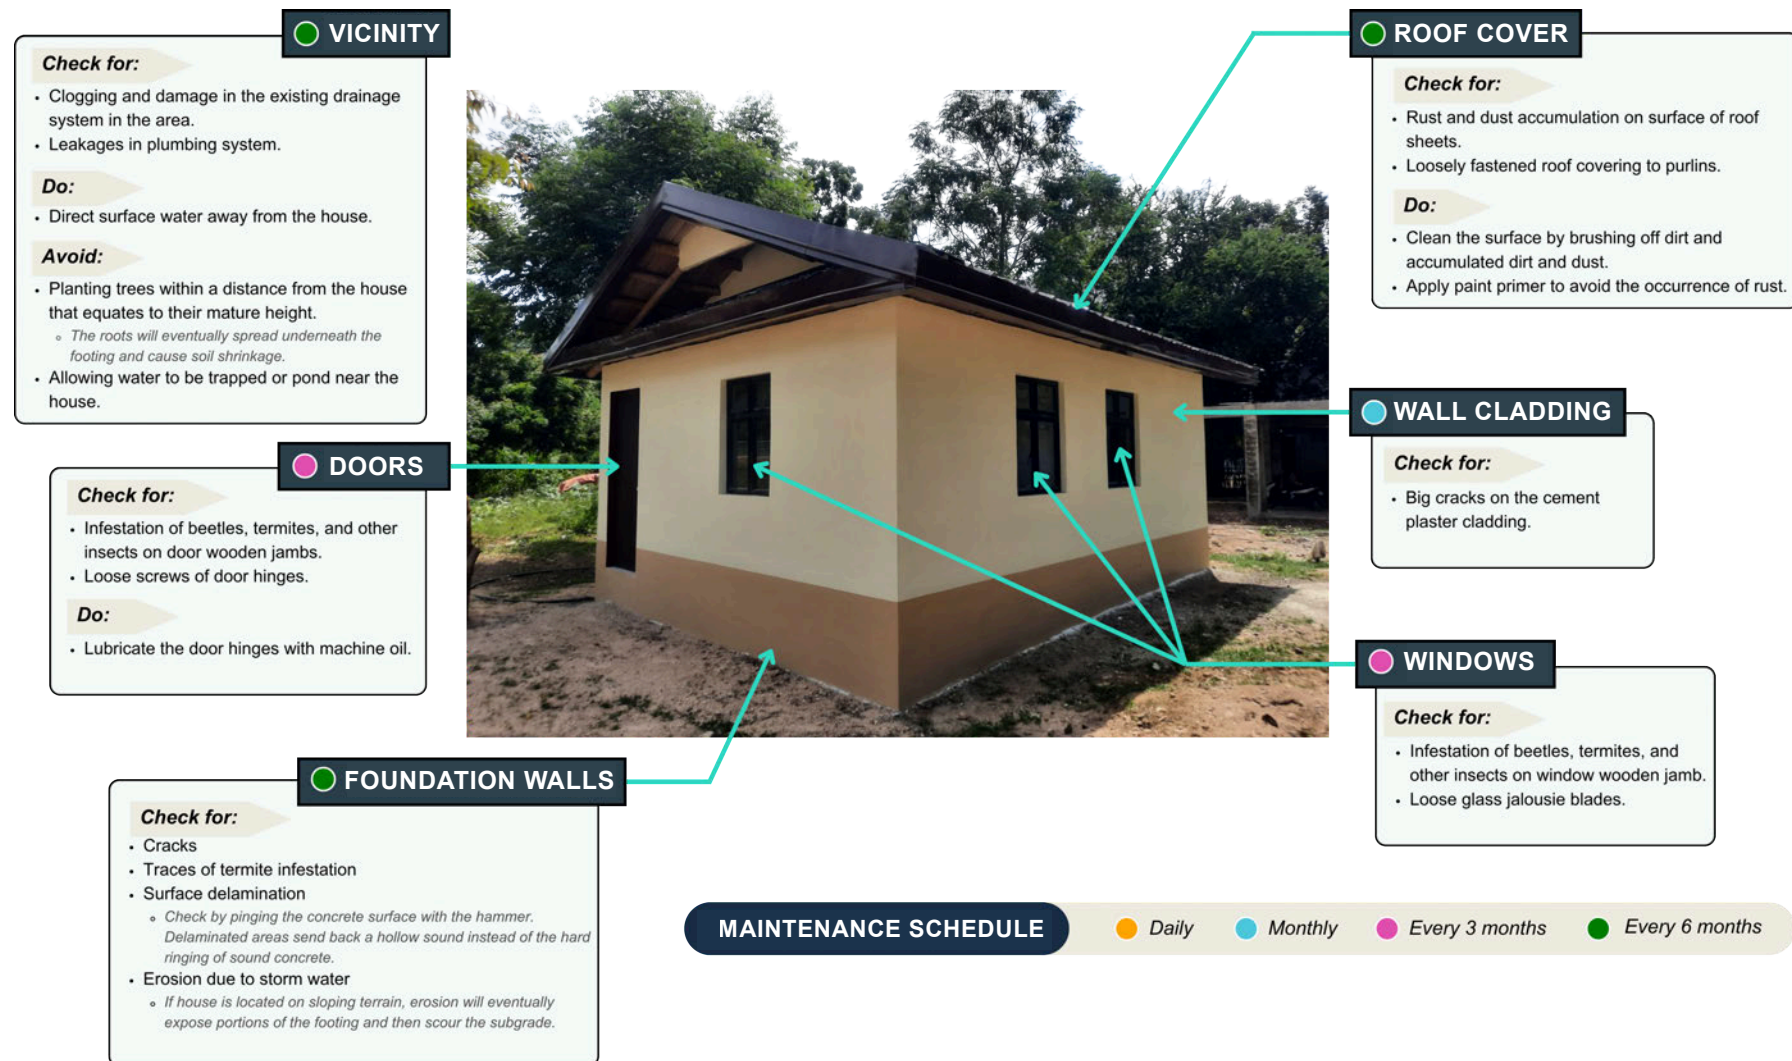 VICINITY
Check for:
• Clogging and damage in the existing drainage
system in the area.
• Leakages in plumbing system.
Do:
• Direct surface water away from the house.
Avoid:
• Planting trees within a distance from the house
that equates to their mature height.
◦ The roots will eventually spread underneath the
footing and cause soil shrinkage.
• Allowing water to be trapped or pond near the
house.
DOORS
Check for:
• Infestation of beetles, termites, and other
insects on door wooden jambs.
• Loose screws of door hinges.
Do:
• Lubricate the door hinges with machine oil.
FOUNDATION WALLS
Check for:
• Cracks
• Traces of termite infestation
• Surface delamination
◦ Check by pinging the concrete surface with the hammer.
Delaminated areas send back a hollow sound instead of the hard
ringing of sound concrete.
• Erosion due to storm water
◦ If house is located on sloping terrain, erosion will eventually
expose portions of the footing and then scour the subgrade.
ROOF COVER
Check for:
• Rust and dust accumulation on surface of roof
sheets.
• Loosely fastened roof covering to purlins.
Do:
• Clean the surface by brushing off dirt and
accumulated dirt and dust.
• Apply paint primer to avoid the occurrence of rust.
WALL CLADDING
Check for:
• Big cracks on the cement
plaster cladding.
WINDOWS
Check for:
• Infestation of beetles, termites, and
other insects on window wooden jamb.
• Loose glass jalousie blades.
MAINTENANCE SCHEDULE
Daily
Monthly
Every 3 months
Every 6 months